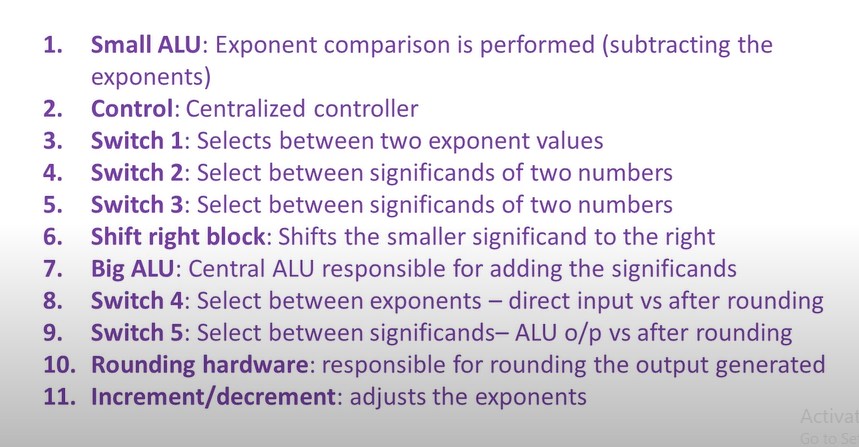 1. Small ALU: Exponent comparison is performed (subtracting the
exponents)
2. Control: Centralized controller
3. Switch 1: Selects between two exponent values
4. Switch 2: Select between significands of two numbers
5. Switch 3: Select between significands of two numbers
6. Shift right block: Shifts the smaller significand to the right
7. Big ALU: Central ALU responsible for adding the significands
8. Switch 4: Select between exponents – direct input vs after rounding
9. Switch 5: Select between significands– ALU o/p vs after rounding
10. Rounding hardware: responsible for rounding the output generated
11. Increment/decrement: adjusts the exponents
Activat
Go to Se